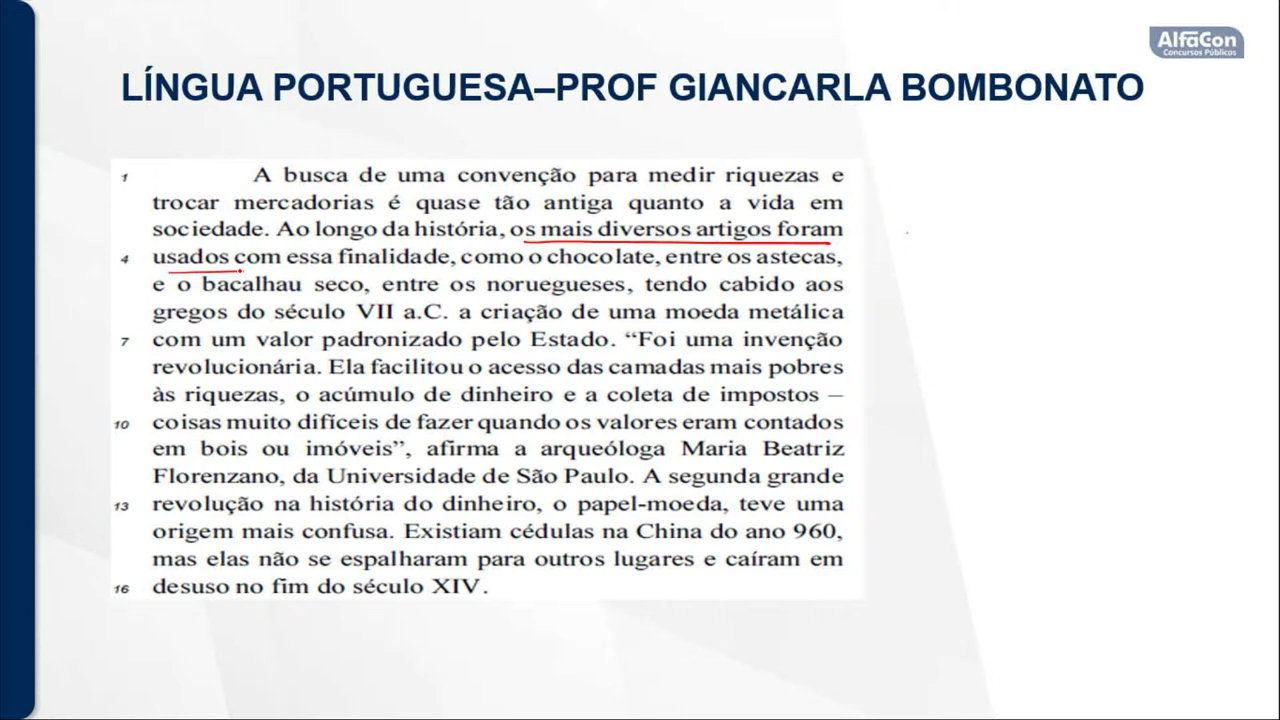 AlfaCon
Concursos Públicos
LÍNGUA PORTUGUESA–PROF GIANCARLA BOMBONATO
1 A busca de uma convenção para medir riquezas e
trocar mercadorias é quase tão antiga quanto a vida em
sociedade. Ao longo da história, os mais diversos artigos foram
4 usados com essa finalidade, como o chocolate, entre os astecas,
e o bacalhau seco, entre os noruegueses, tendo cabido aos
gregos do século VII a.C. a criação de uma moeda metálica
7 com um valor padronizado pelo Estado. “Foi uma invenção
revolucionária. Ela facilitou o acesso das camadas mais pobres
às riquezas, o acúmulo de dinheiro e a coleta de impostos –
10 coisas muito difíceis de fazer quando os valores eram contados
em bois ou imóveis”, afirma a arqueóloga Maria Beatriz
Florenzano, da Universidade de São Paulo. A segunda grande
13 revolução na história do dinheiro, o papel-moeda, teve uma
origem mais confusa. Existiam cédulas na China do ano 960,
mas elas não se espalharam para outros lugares e caíram em
16 desuso no fim do século XIV.